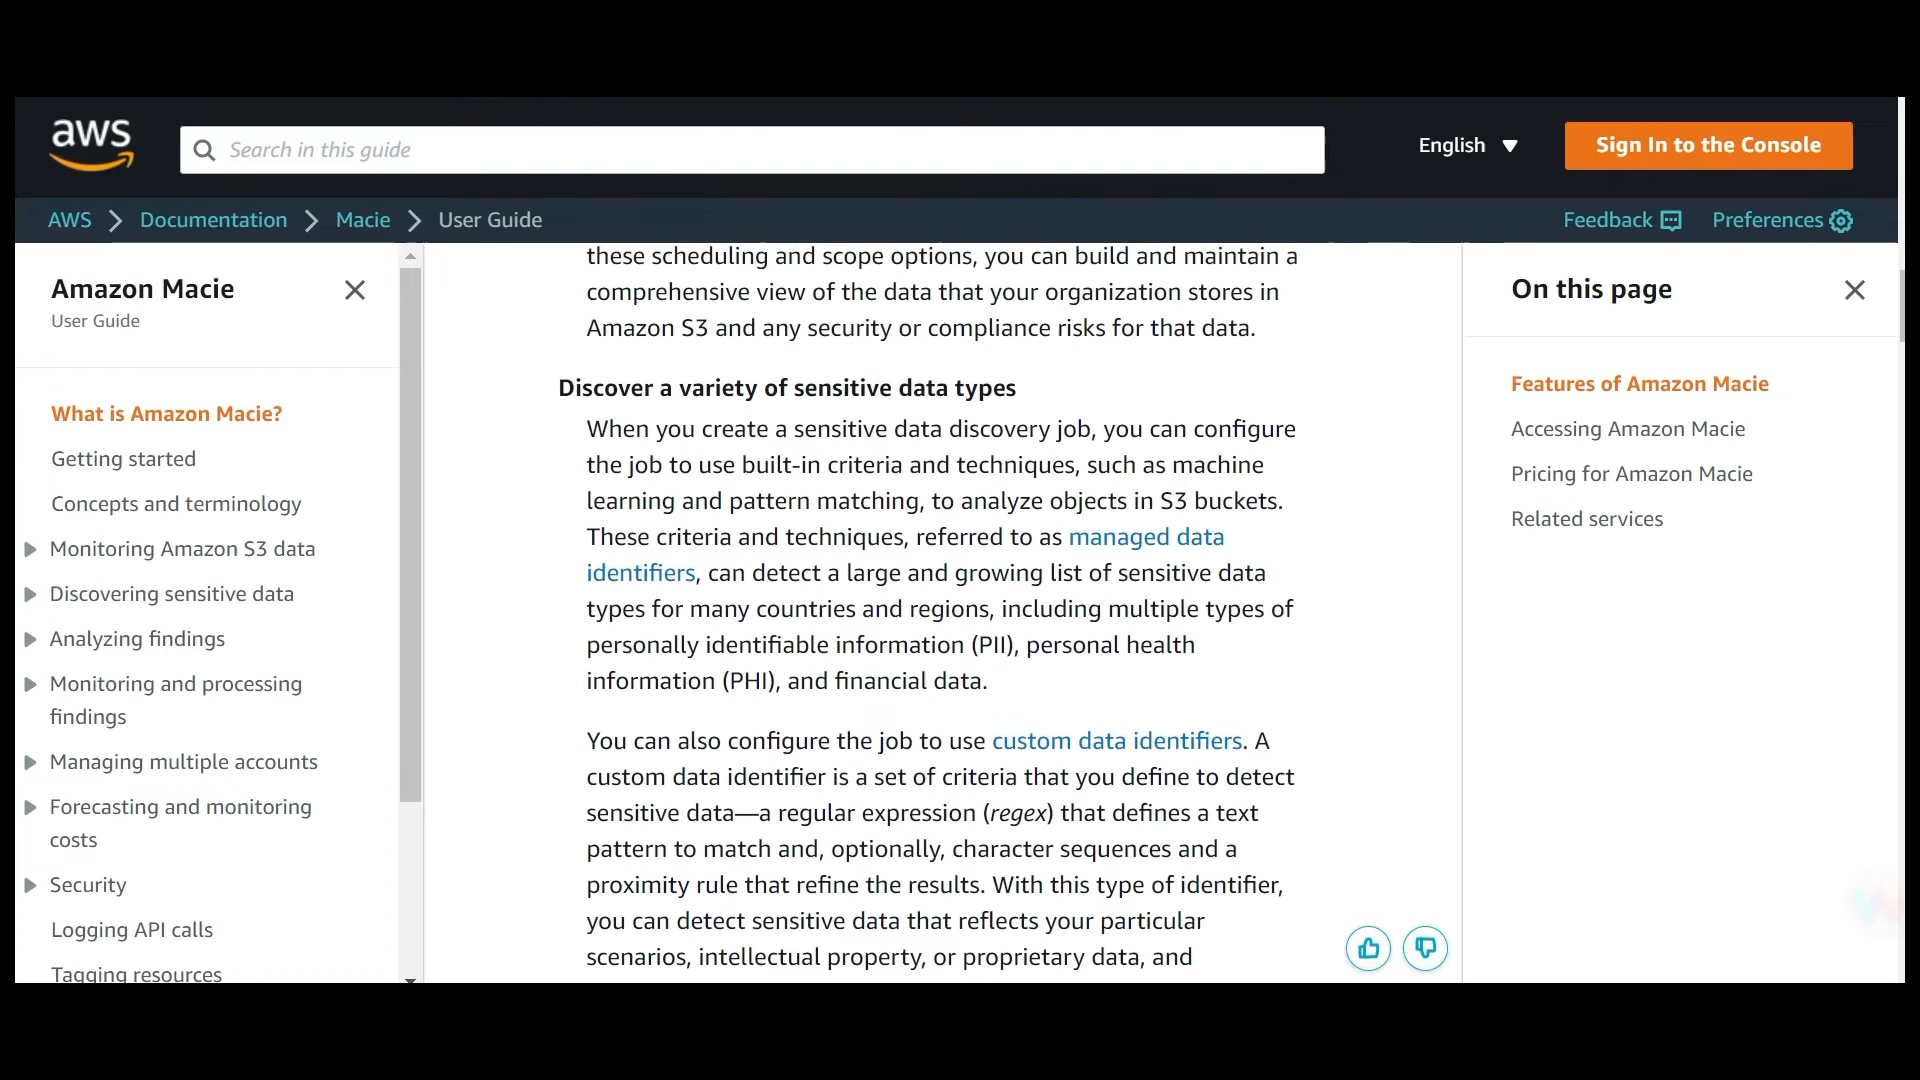 aws
Search in this guide
English
Sign In to the Console
AWS
Documentation
Macie
User Guide
Feedback
Preferences
Amazon Macie
User Guide
What is Amazon Macie?
Getting started
Concepts and terminology
Monitoring Amazon S3 data
Discovering sensitive data
Analyzing findings
Monitoring and processing
findings
Managing multiple accounts
Forecasting and monitoring
costs
Security
Logging API calls
Tagging resources
these scheduling and scope options, you can build and maintain a
comprehensive view of the data that your organization stores in
Amazon S3 and any security or compliance risks for that data.
Discover a variety of sensitive data types
When you create a sensitive data discovery job, you can configure
the job to use built-in criteria and techniques, such as machine
learning and pattern matching, to analyze objects in S3 buckets.
These criteria and techniques, referred to as managed data
identifiers, can detect a large and growing list of sensitive data
types for many countries and regions, including multiple types of
personally identifiable information (PII), personal health
information (PHI), and financial data.
You can also configure the job to use custom data identifiers. A
custom data identifier is a set of criteria that you define to detect
sensitive data—a regular expression (regex) that defines a text
pattern to match and, optionally, character sequences and a
proximity rule that refine the results. With this type of identifier,
you can detect sensitive data that reflects your particular
scenarios, intellectual property, or proprietary data, and
On this page
Features of Amazon Macie
Accessing Amazon Macie
Pricing for Amazon Macie
Related services